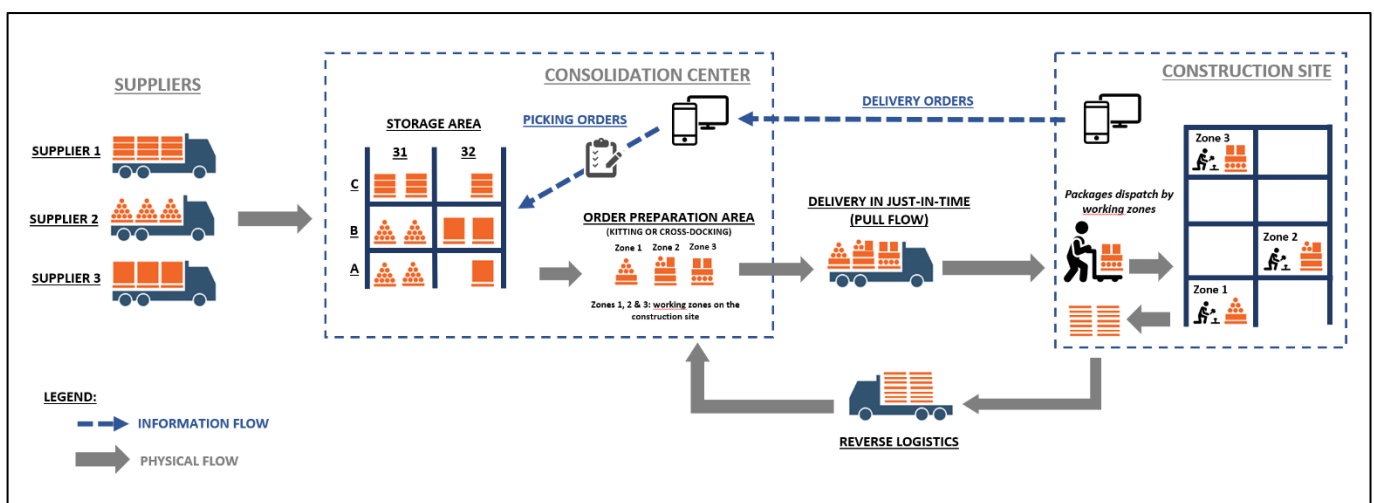 SUPPLIERS
SUPPLIER 1
SUPPLIER 2
SUPPLIER 3
CONSOLIDATION CENTER
STORAGE AREA
31 32
C
B
A
PICKING ORDERS
ORDER PREPARATION AREA
(KITTING OR CROSS-DOCKING)
Zone 1 Zone 2 Zone 3
Zones 1, 2 & 3: working zones on the
construction site
DELIVERY ORDERS
DELIVERY IN JUST-IN-TIME
(PULL FLOW)
CONSTRUCTION SITE
Packages dispatch by
working zones
Zone 3
Zone 2
Zone 1
REVERSE LOGISTICS
LEGEND:
INFORMATION FLOW
PHYSICAL FLOW